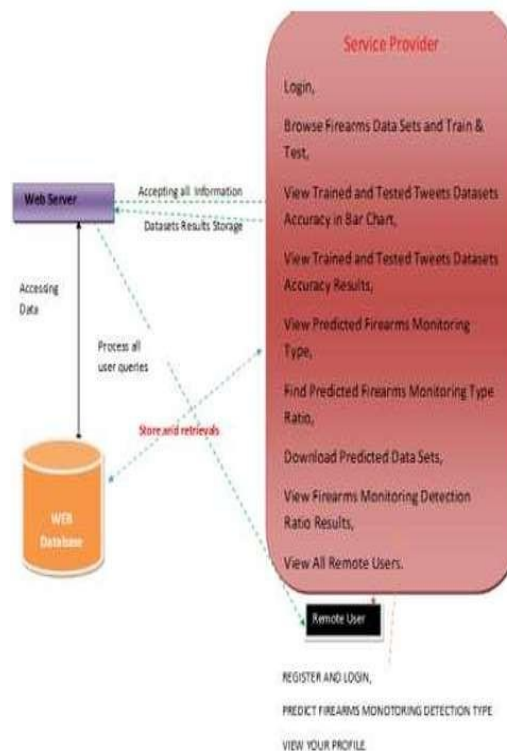 Service Provider
Login,
Browse Firearms Data Sets and Train &
Test,
View Trained and Tested Tweets Datasets
Accuracy in Bar Chart,
View Trained and Tested Tweets Datasets
Accuracy Results,
View Predicted Firearms Monitoring
Type,
Find Predicted Firearms Monitoring Type
Ratio,
Download Predicted Data Sets,
View Firearms Monitoring Detection
Ratio Results,
View All Remote Users.
Web Server
Accepting all Information
Datasets Results Storage
Accessing
Data
Process all
user queries
Store and retrievals
WEB
Database
Remote User
REGISTER AND LOGIN,
PREDICT FIREARMS MONOTORING DETECTION TYPE
VIEW YOUR PROFILE